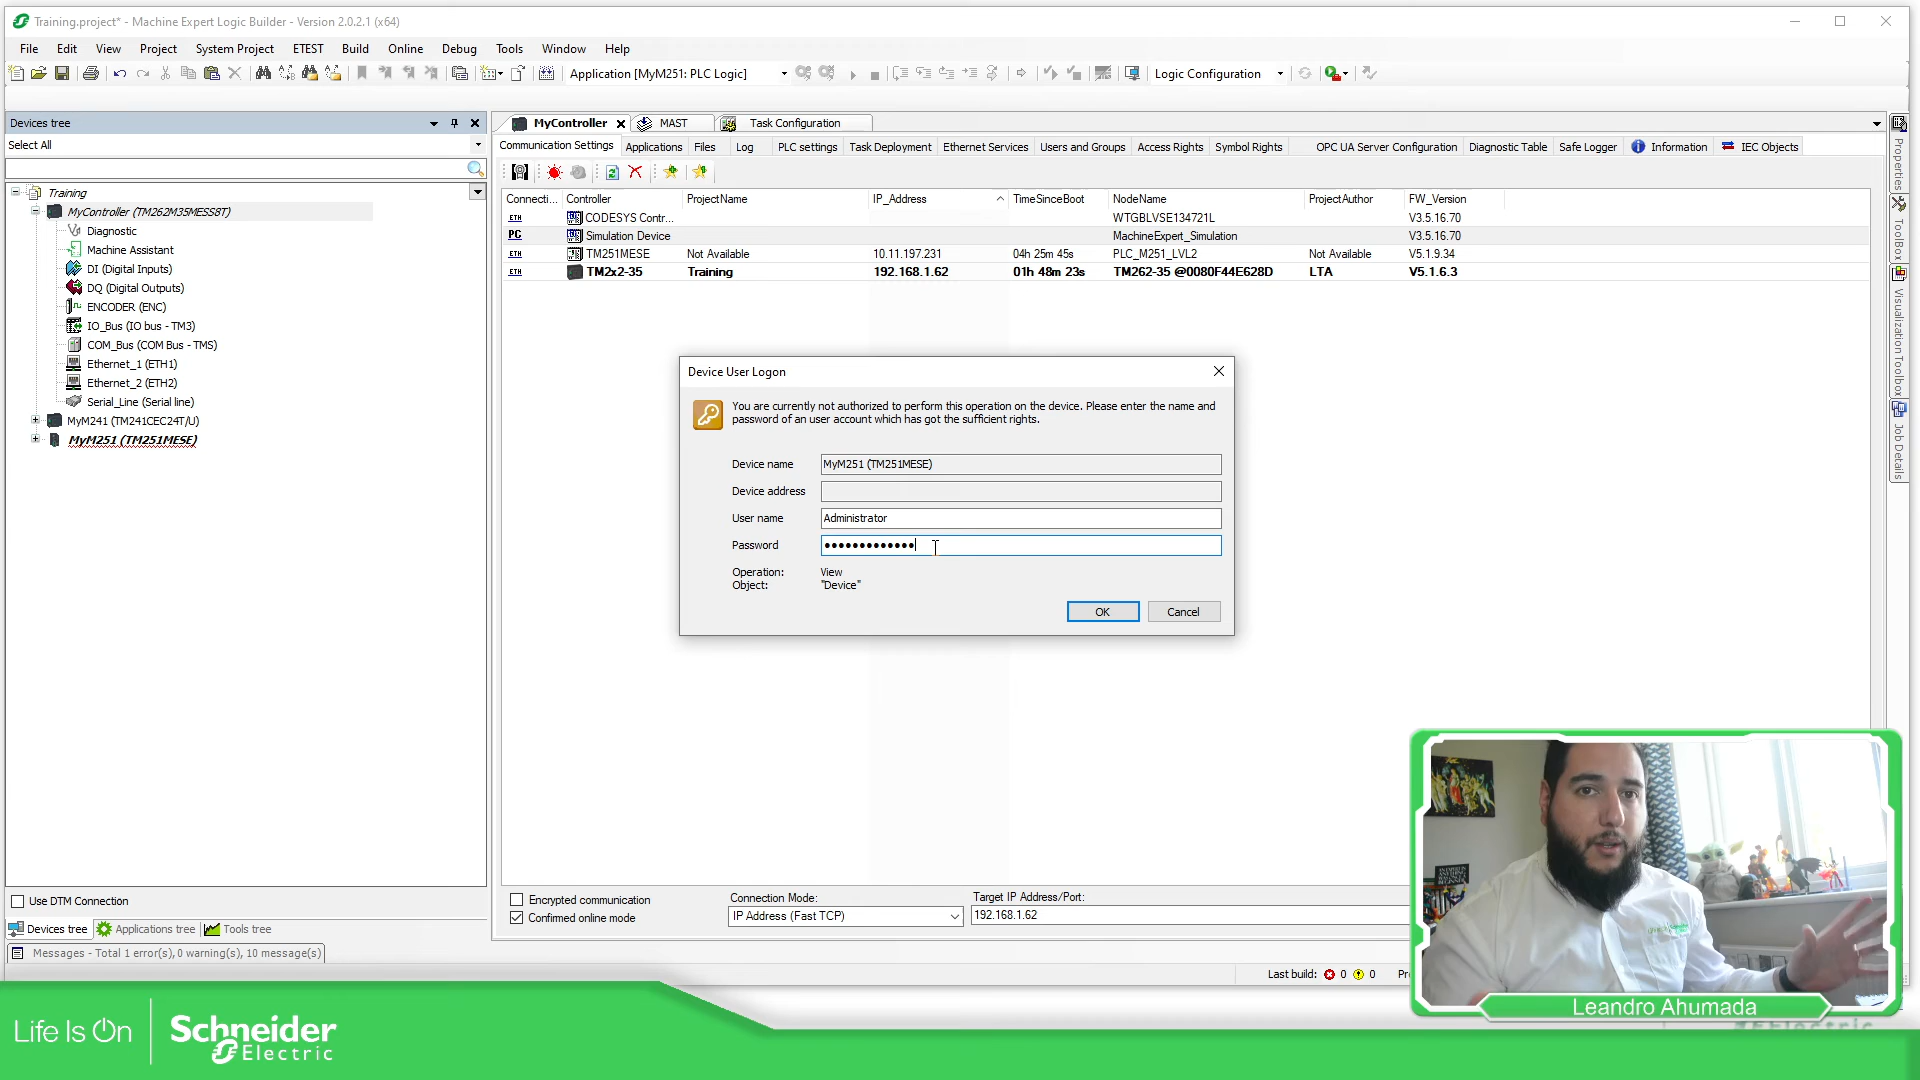 Training.project* - Machine Expert Logic Builder - Version 2.0.2.1 (x64)
File Edit View Project System Project ETEST Build Online Debug Tools Window Help
Application [MyM251: PLC Logic]
Logic Configuration
Devices tree
Select All
Training
MyController (TM262M35MESS8T)
Diagnostic
Machine Assistant
DI (Digital Inputs)
DQ (Digital Outputs)
ENCODER (ENC)
IO_Bus (IO bus - TM3)
COM_Bus (COM Bus - TMS)
Ethernet_1 (ETH1)
Ethernet_2 (ETH2)
Serial_Line (Serial line)
MyM241 (TM241CEC24T/U)
MyM251 (TM251MESE)
Use DTM Connection
Devices tree Applications tree Tools tree
Messages - Total 1 error(s), 0 warning(s), 10 message(s)
MyController MAST Task Configuration
Communication Settings Applications Files Log PLC settings Task Deployment Ethernet Services Users and Groups Access Rights Symbol Rights OPC UA Server Configuration Diagnostic Table Safe Logger Information IEC Objects
Connecti... Controller ProjectName IP_Address TimeSinceBoot NodeName ProjectAuthor FW_Version
ETH CODESYS Contr... WTGBLVSE134721L V3.5.16.70
PC Simulation Device MachineExpert_Simulation V3.5.16.70
ETH TM251MESE Not Available 10.11.197.231 04h 25m 45s PLC_M251_LVL2 Not Available V5.1.9.34
ETH TM2x2-35 Training 192.168.1.62 01h 48m 23s TM262-35 @0080F44E628D LTA V5.1.6.3
Device User Logon
You are currently not authorized to perform this operation on the device. Please enter the name and
password of an user account which has got the sufficient rights.
Device name MyM251 (TM251MESE)
Device address
User name Administrator
Password •••••••••••••
Operation: View
Object: "Device"
OK Cancel
Encrypted communication
Confirmed online mode
Connection Mode:
IP Address (Fast TCP)
Target IP Address/Port:
192.168.1.62
Last build: 0 0
Properties
ToolBox
Visualization Toolbox
Job Details
Leandro Ahumada
Life Is On
Schneider
Electric